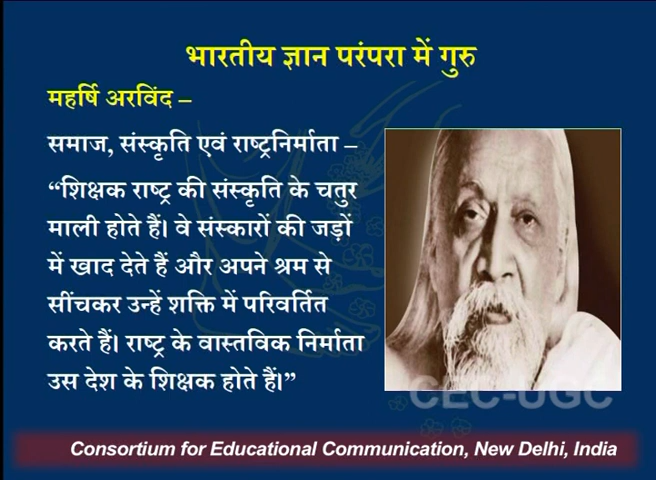 भारतीय ज्ञान परंपरा में गुरु
महर्षि अरविंद –
समाज, संस्कृति एवं राष्ट्रनिर्माता –
“शिक्षक राष्ट्र की संस्कृति के चतुर
माली होते हैं। वे संस्कारों की जड़ों
में खाद देते हैं और अपने श्रम से
सींचकर उन्हें शक्ति में परिवर्तित
करते हैं। राष्ट्र के वास्तविक निर्माता
उस देश के शिक्षक होते हैं।”
CEC-UGC
Consortium for Educational Communication, New Delhi, India